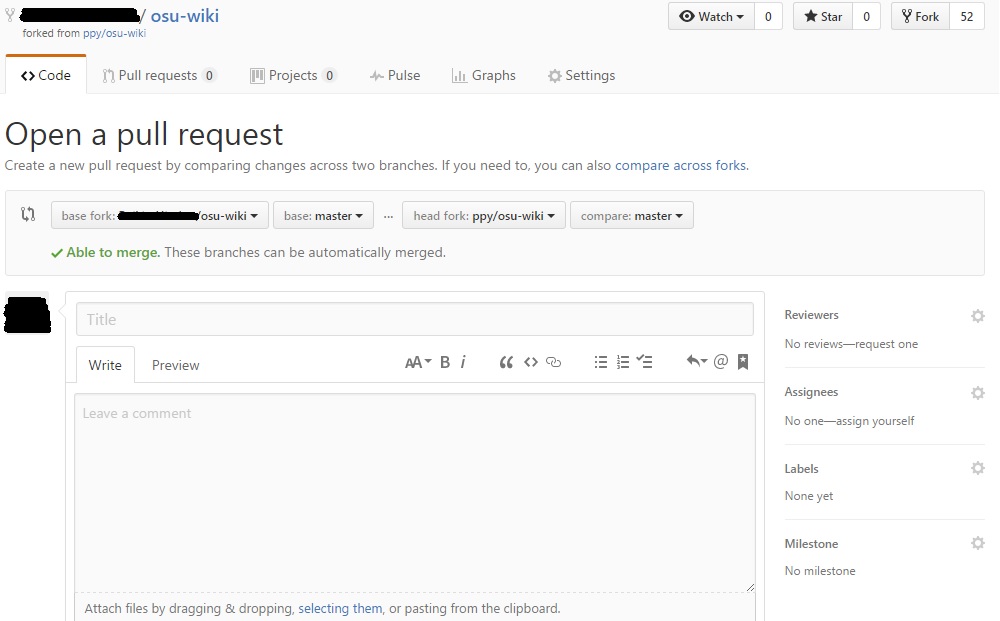 / osu-wiki
Watch 0 Star 0 Fork 52
forked from ppy/osu-wiki
Code Pull requests 0 Projects 0 Pulse Graphs Settings
Open a pull request
Create a new pull request by comparing changes across two branches. If you need to, you can also compare across forks.
base fork: /osu-wiki base: master ... head fork: ppy/osu-wiki compare: master
Able to merge. These branches can be automatically merged.
Title
Write Preview AA B i
Leave a comment
Attach files by dragging & dropping, selecting them, or pasting from the clipboard.
Reviewers
No reviews—request one
Assignees
No one—assign yourself
Labels
None yet
Milestone
No milestone